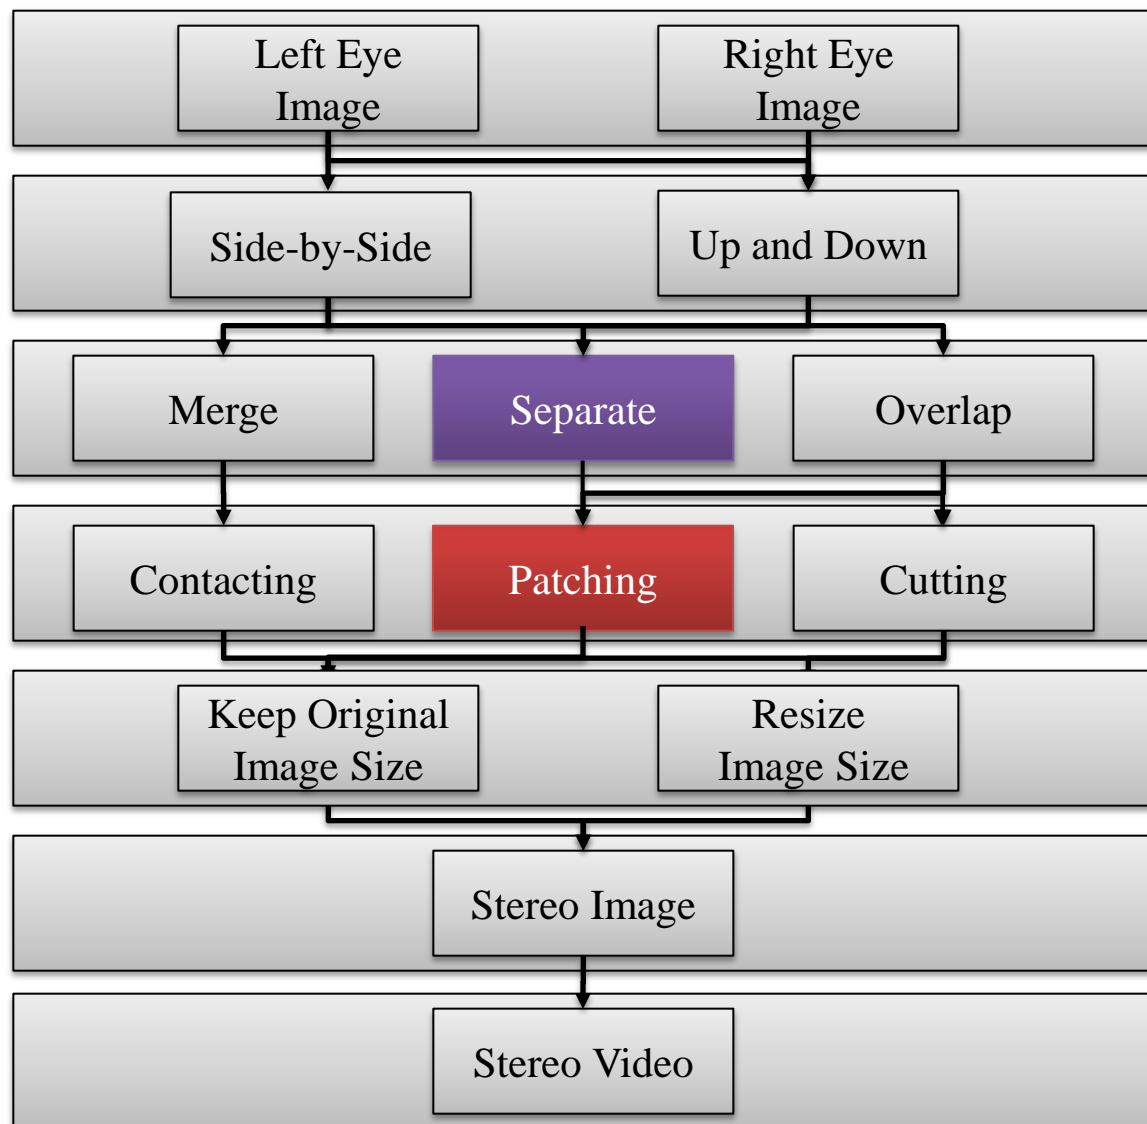 Left Eye
Image
Right Eye
Image
Side-by-Side
Up and Down
Merge
Separate
Overlap
Contacting
Patching
Cutting
Keep Original
Image Size
Resize
Image Size
Stereo Image
Stereo Video